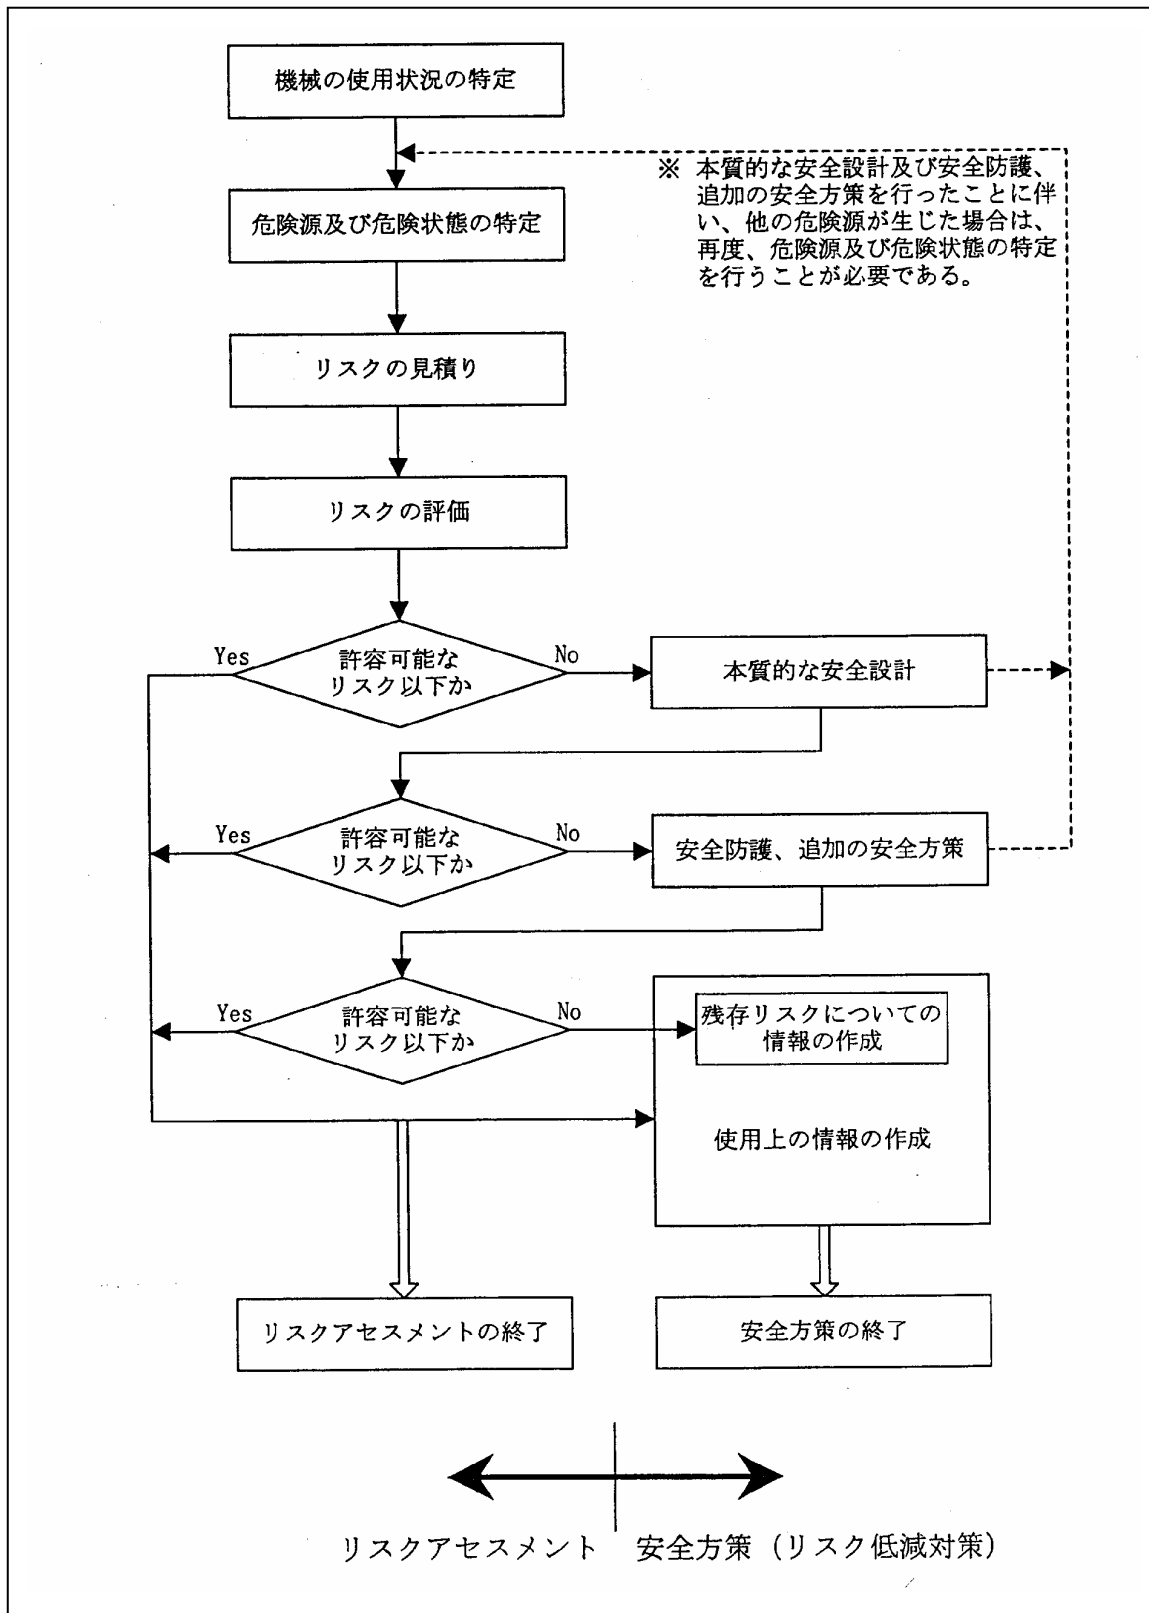 機械の使用状況の特定
※ 本質的な安全設計及び安全防護、
追加の安全方策を行ったことに伴
い、他の危険源が生じた場合は、
再度、危険源及び危険状態の特定
を行うことが必要である。
危険源及び危険状態の特定
リスクの見積り
リスクの評価
Yes
許容可能な
リスク以下か
No
本質的な安全設計
Yes
許容可能な
リスク以下か
No
安全防護、追加の安全方策
Yes
許容可能な
リスク以下か
No
残存リスクについての
情報の作成
使用上の情報の作成
リスクアセスメントの終了
安全方策の終了
リスクアセスメント
安全方策（リスク低減対策）